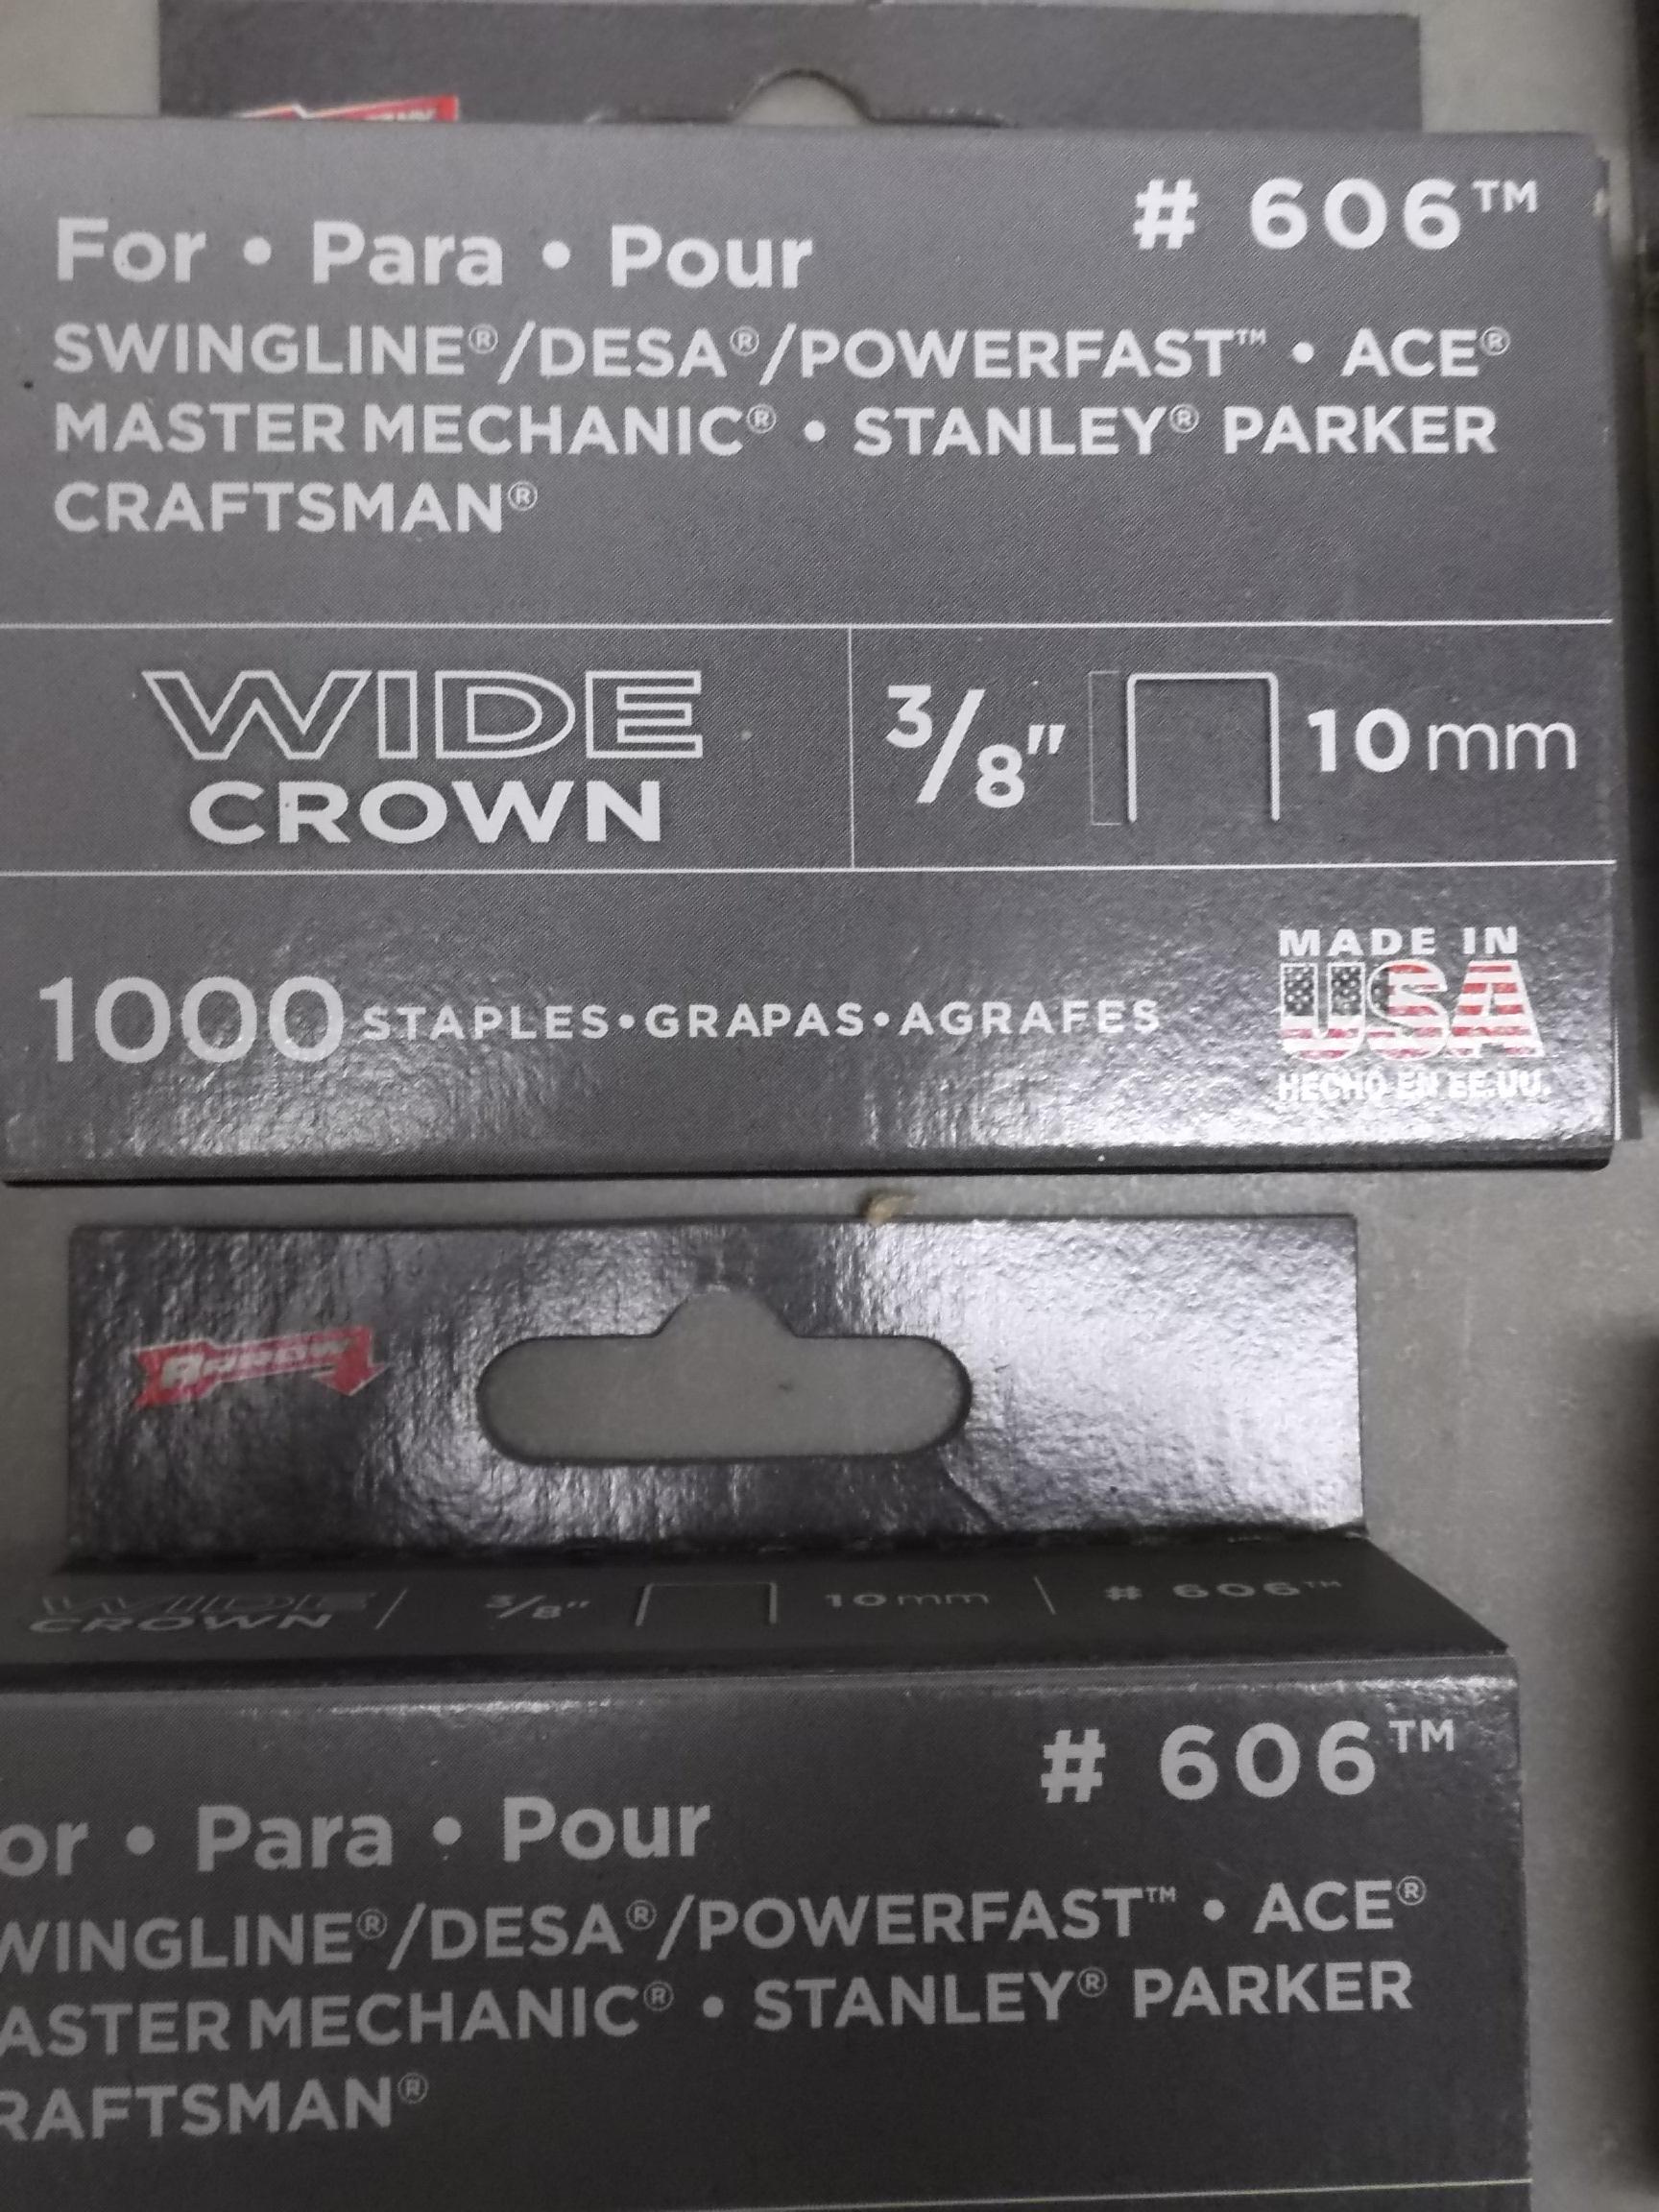 # 606™
For • Para • Pour
SWINGLINE®/DESA®/POWERFAST™ • ACE®
MASTER MECHANIC® • STANLEY® PARKER
CRAFTSMAN®
WIDE
CROWN
3/8" 10 mm
1000 STAPLES•GRAPAS•AGRAFES
MADE IN
USA
HECHO EN EE.UU.
ARROW
WIDE
CROWN
3/8" 10 mm # 606™
# 606™
or • Para • Pour
WINGLINE®/DESA®/POWERFAST™ • ACE®
ASTER MECHANIC® • STANLEY® PARKER
RAFTSMAN®